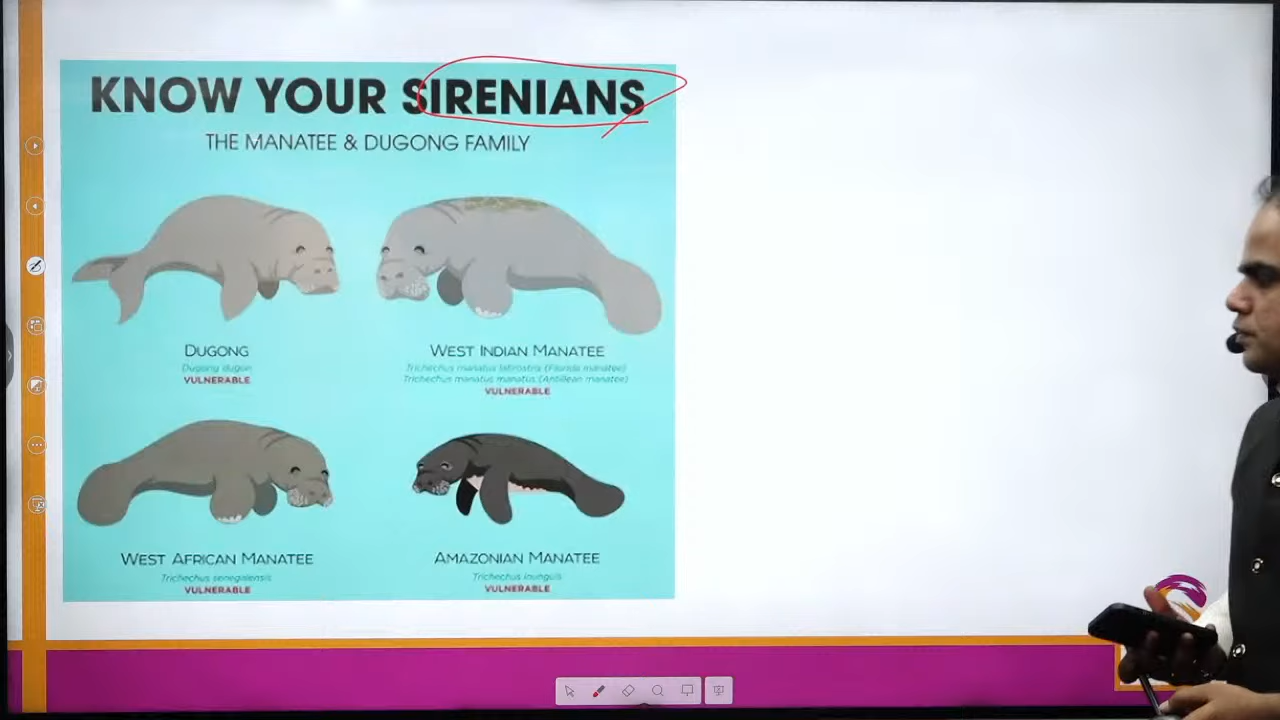 KNOW YOUR SIRENIANS
THE MANATEE & DUGONG FAMILY
DUGONG
Dugong dugon
VULNERABLE
WEST INDIAN MANATEE
Trichechus manatus latirostris (Florida manatee)
Trichechus manatus manatus (Antillean manatee)
VULNERABLE
WEST AFRICAN MANATEE
Trichechus senegalensis
VULNERABLE
AMAZONIAN MANATEE
Trichechus inunguis
VULNERABLE